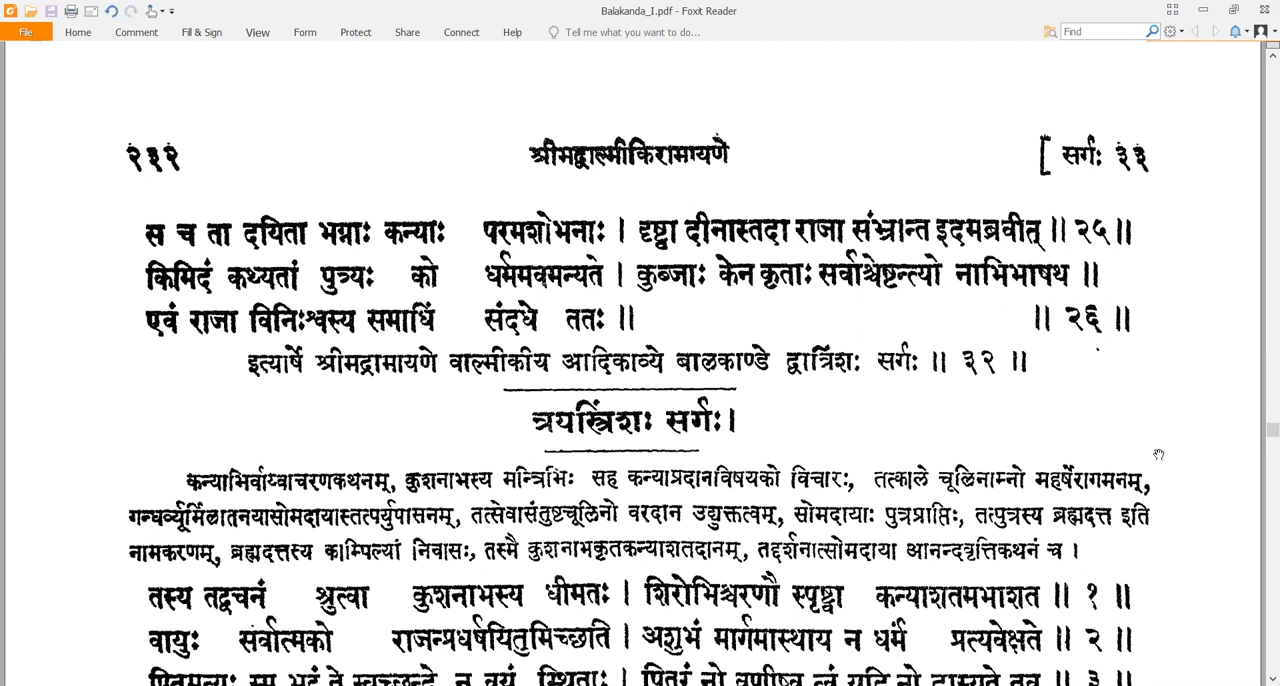 Balakanda_I.pdf - Foxit Reader
File Home Comment Fill & Sign View Form Protect Share Connect Help Tell me what you want to do... Find
२३२ श्रीमद्वाल्मीकिरामायणे [ सर्गः ३३
स च ता दयिता भग्नाः कन्याः परमशोभनाः । दृष्ट्वा दीनास्तदा राजा संभ्रान्त इदमब्रवीत् ॥ २५॥
किमिदं कथ्यतां पुत्र्यः को धर्ममवमन्यते । कुब्जाः केन कृताः सर्वाश्चेष्टन्त्यो नाभिभाषथ ॥
एवं राजा विनिःश्वस्य समाधिं संदधे ततः ॥ ॥ २६ ॥
इत्यार्षे श्रीमद्रामायणे वाल्मीकीय आदिकाव्ये बालकाण्डे द्वात्रिंशः सर्गः ॥ ३२ ॥
त्रयस्त्रिंशः सर्गः ।
कन्याभिर्वाय्वाचरणकथनम्, कुशनाभस्य मन्त्रिभिः सह कन्याप्रदानविषयको विचारः, तत्काले चूलिनाम्नो महर्षेरागमनम्,
गन्धर्व्यूर्मिलातनयासोमदायास्तत्पर्युपासनम्, तत्सेवासंतुष्टचूलिनो वरदान उद्युक्तत्वम्, सोमदायाः पुत्रप्राप्तिः, तत्पुत्रस्य ब्रह्मदत्त इति
नामकरणम्, ब्रह्मदत्तस्य काम्पिल्यां निवासः, तस्मै कुशनाभकृतकन्याशतदानम्, तद्दर्शनात्सोमदाया आनन्दवृत्तिकथनं च ।
तस्य तद्वचनं श्रुत्वा कुशनाभस्य धीमतः । शिरोभिश्चरणौ स्पृष्ट्वा कन्याशतमभाशत ॥ १ ॥
वायुः सर्वात्मको राजन्प्रधर्षयितुमिच्छति । अशुभं मार्गमास्थाय न धर्मं प्रत्यवेक्षते ॥ २ ॥